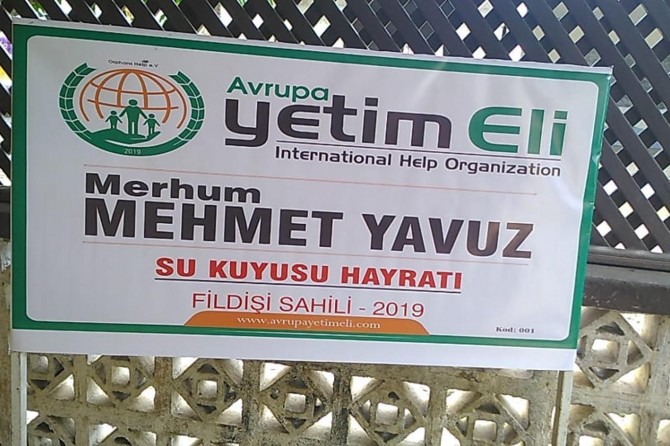 Orphans Help e.V
2019
Avrupa
yetim Eli
International Help Organization
Merhum
MEHMET YAVUZ
SU KUYUSU HAYRATI
FİLDİŞİ SAHİLİ - 2019
www.avrupayetimeli.com
Kod: 001